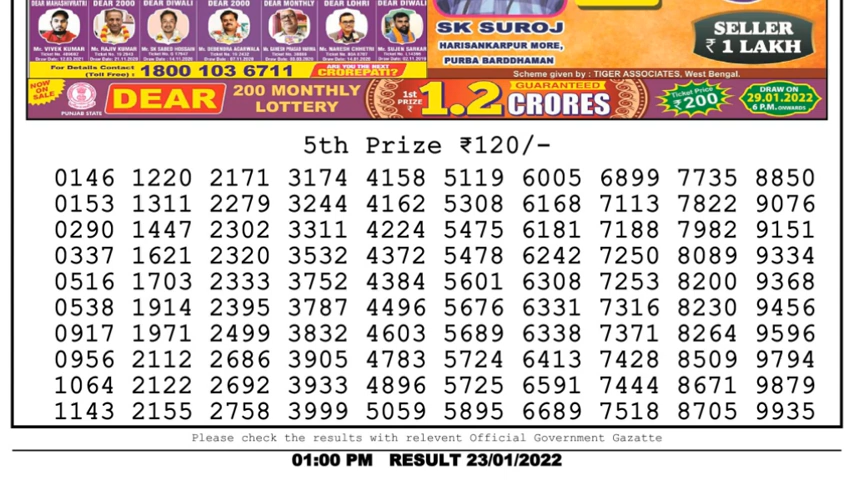 DEAR MAHASHIVRATRI DEAR 2000 DEAR DIWALI DEAR 2000 DEAR MONTHLY DEAR LOHRI DEAR DIWALI
Mr. VIVEK KUMAR Mr. RAJIV KUMAR Mr. SK SAREB HOSSAIN Mr. DEBENDRA AGARWALA Mr. NARESH CHHETRI Mr. SUJEN SARKAR
SK SUROJ
HARISANKARPUR MORE,
PURBA BARDDHAMAN
SELLER
₹ 1 LAKH
For Details Contact
(Toll Free) : 1800 103 6711
ARE YOU THE NEXT
CROREPATI?
Scheme given by : TIGER ASSOCIATES, West Bengal.
NOW ON SALE
PUNJAB STATE
DEAR 200 MONTHLY LOTTERY
1st PRIZE ₹ 1.2 GUARANTEED CRORES
Ticket Price ₹200
DRAW ON 29.01.2022 6 P.M. ONWARDS
5th Prize ₹120/-
0146 1220 2171 3174 4158 5119 6005 6899 7735 8850
0153 1311 2279 3244 4162 5308 6168 7113 7822 9076
0290 1447 2302 3311 4224 5475 6181 7188 7982 9151
0337 1621 2320 3532 4372 5478 6242 7250 8089 9334
0516 1703 2333 3752 4384 5601 6308 7253 8200 9368
0538 1914 2395 3787 4496 5676 6331 7316 8230 9456
0917 1971 2499 3832 4603 5689 6338 7371 8264 9596
0956 2112 2686 3905 4783 5724 6413 7428 8509 9794
1064 2122 2692 3933 4896 5725 6591 7444 8671 9879
1143 2155 2758 3999 5059 5895 6689 7518 8705 9935
Please check the results with relevent Official Government Gazatte
01:00 PM RESULT 23/01/2022